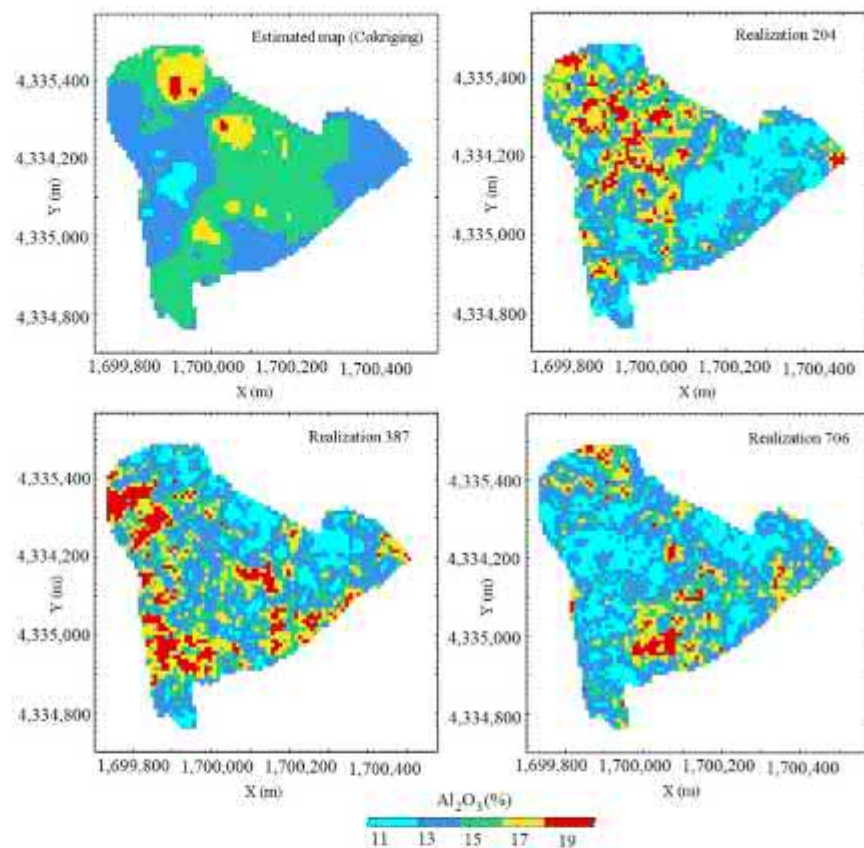 Estimated map (Cokriging)
4,335,400
4,334,200
4,335,000
4,334,800
Y (m)
1,699,800 1,700,000 1,700,200 1,700,400
X (m)
Realization 204
4,335,400
4,334,200
4,335,000
4,334,800
Y (m)
1,699,800 1,700,000 1,700,200 1,700,400
X (m)
Realization 387
4,335,400
4,334,200
4,335,000
4,334,800
Y (m)
1,699,800 1,700,000 1,700,200 1,700,400
X (m)
Realization 706
4,335,400
4,334,200
4,335,000
4,334,800
Y (m)
1,699,800 1,700,000 1,700,200 1,700,400
X (m)
Al₂O₃(%)
11 13 15 17 19